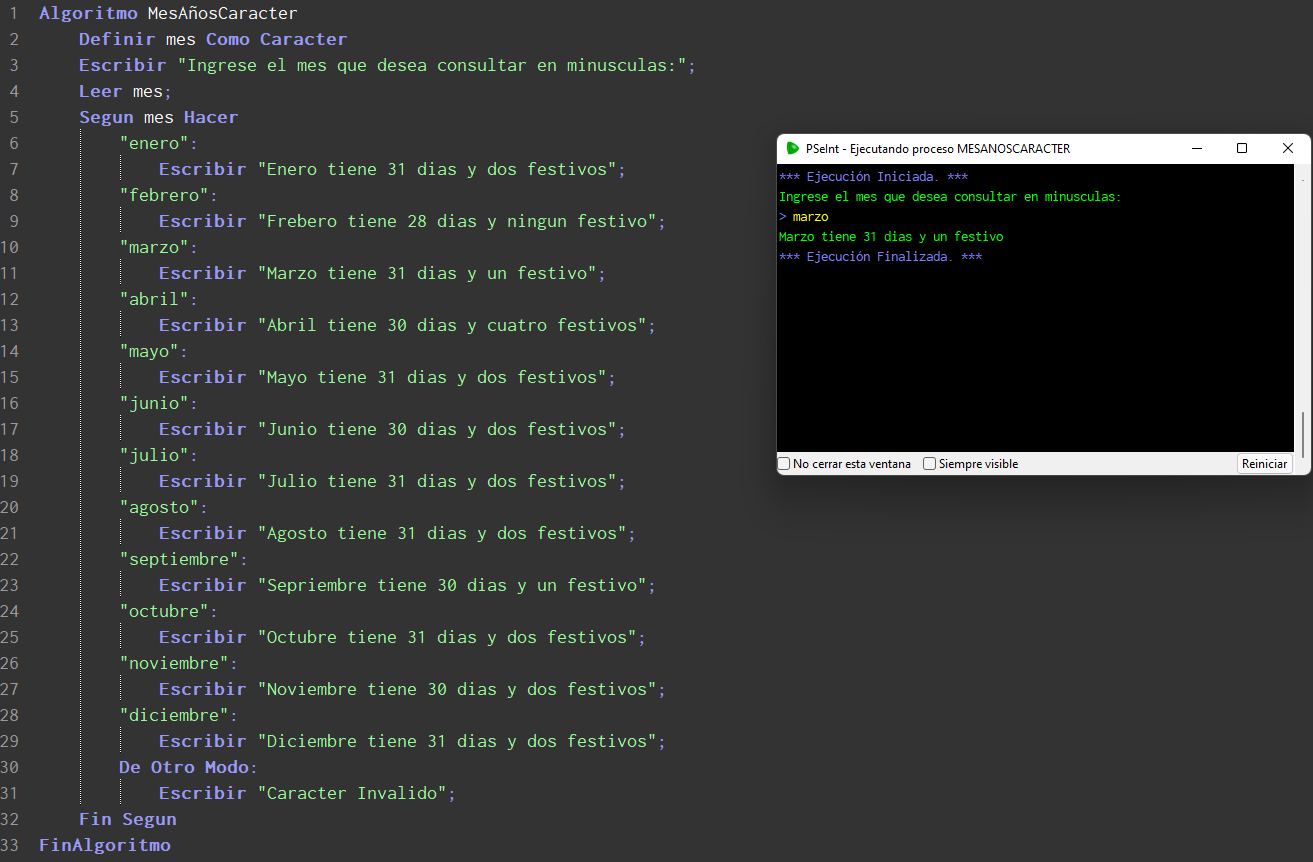 1 Algoritmo MesAñosCaracter
2 Definir mes Como Caracter
3 Escribir "Ingrese el mes que desea consultar en minusculas:";
4 Leer mes;
5 Segun mes Hacer
6 "enero":
7 Escribir "Enero tiene 31 dias y dos festivos";
8 "febrero":
9 Escribir "Frebero tiene 28 dias y ningun festivo";
10 "marzo":
11 Escribir "Marzo tiene 31 dias y un festivo";
12 "abril":
13 Escribir "Abril tiene 30 dias y cuatro festivos";
14 "mayo":
15 Escribir "Mayo tiene 31 dias y dos festivos";
16 "junio":
17 Escribir "Junio tiene 30 dias y dos festivos";
18 "julio":
19 Escribir "Julio tiene 31 dias y dos festivos";
20 "agosto":
21 Escribir "Agosto tiene 31 dias y dos festivos";
22 "septiembre":
23 Escribir "Sepriembre tiene 30 dias y un festivo";
24 "octubre":
25 Escribir "Octubre tiene 31 dias y dos festivos";
26 "noviembre":
27 Escribir "Noviembre tiene 30 dias y dos festivos";
28 "diciembre":
29 Escribir "Diciembre tiene 31 dias y dos festivos";
30 De Otro Modo:
31 Escribir "Caracter Invalido";
32 Fin Segun
33 FinAlgoritmo
PSeInt - Ejecutando proceso MESANOSCARACTER
*** Ejecución Iniciada. ***
Ingrese el mes que desea consultar en minusculas:
> marzo
Marzo tiene 31 dias y un festivo
*** Ejecución Finalizada. ***
No cerrar esta ventana Siempre visible Reiniciar